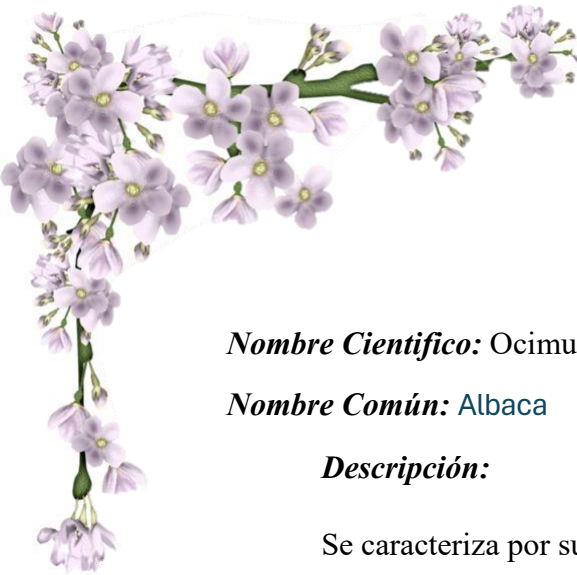 Nombre Cientifico: Ocimu
Nombre Común: Albaca
Descripción:
Se caracteriza por su